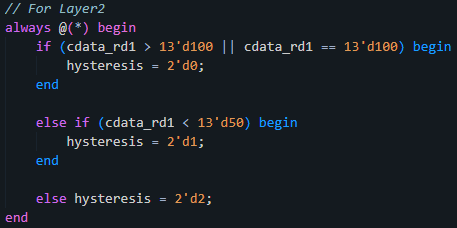 // For Layer2
always @(*) begin
    if (cdata_rd1 > 13'd100 || cdata_rd1 == 13'd100) begin
        hysteresis = 2'd0;
    end

    else if (cdata_rd1 < 13'd50) begin
        hysteresis = 2'd1;
    end

    else hysteresis = 2'd2;
end